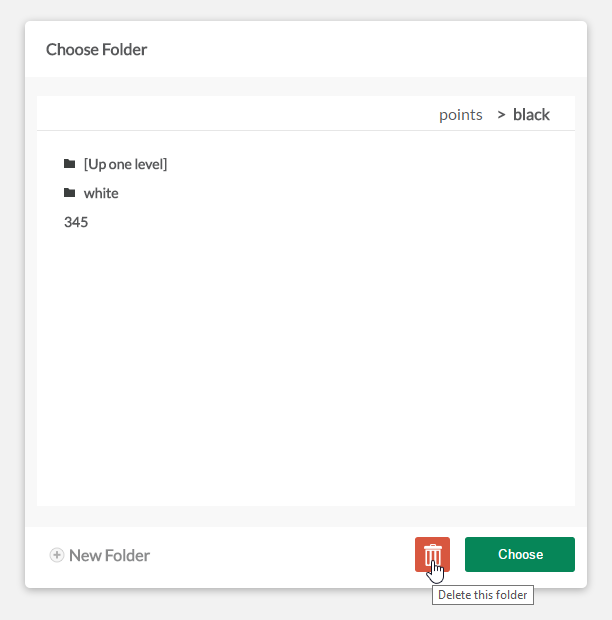 Choose Folder
points > black
[Up one level]
white
345
New Folder
Choose
Delete this folder